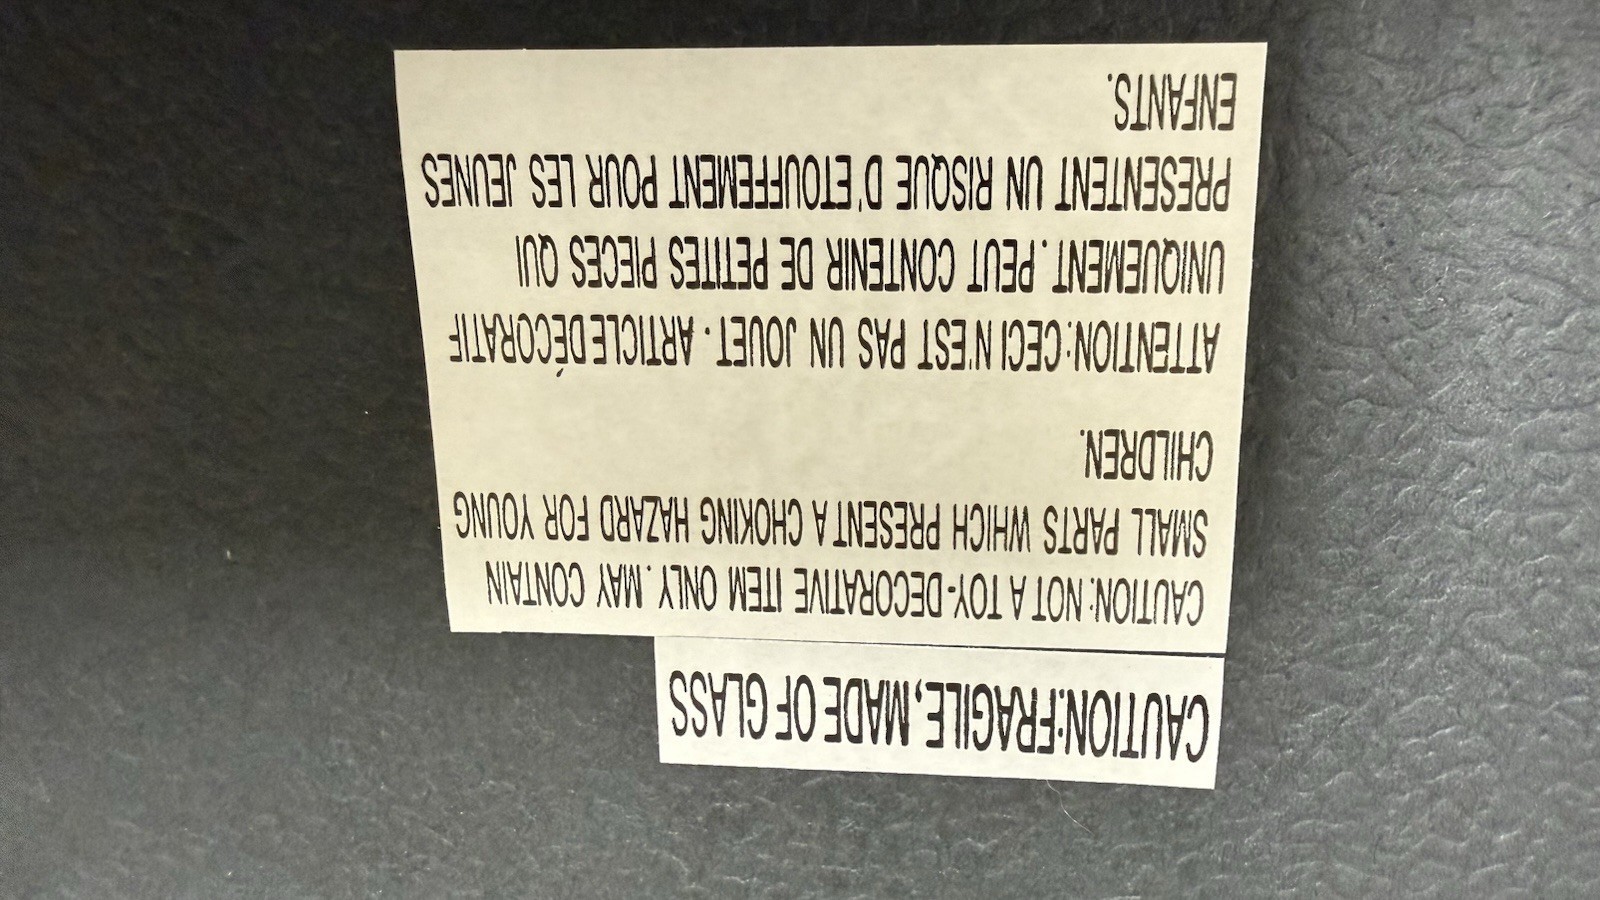 CAUTION:FRAGILE, MADE OF GLASS
CAUTION: NOT A TOY-DECORATIVE ITEM ONLY. MAY CONTAIN
SMALL PARTS WHICH PRESENT A CHOKING HAZARD FOR YOUNG
CHILDREN.
ATTENTION: CECI N'EST PAS UN JOUET. ARTICLE DÉCORATIF
UNIQUEMENT. PEUT CONTENIR DE PETITES PIECES QUI
PRESENTENT UN RISQUE D'ETOUFFEMENT POUR LES JEUNES
ENFANTS.